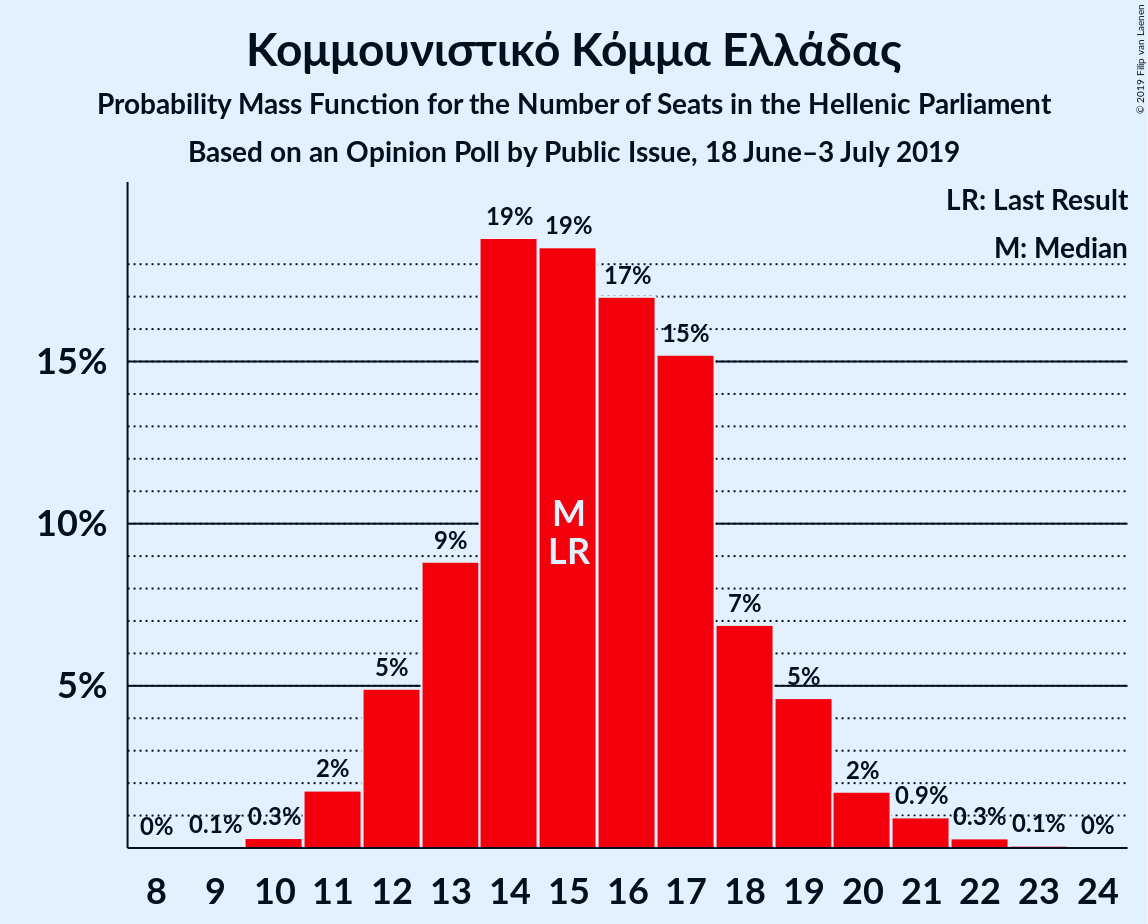 Κομμουνιστικό Κόμμα Ελλάδας
Probability Mass Function for the Number of Seats in the Hellenic Parliament
Based on an Opinion Poll by Public Issue, 18 June–3 July 2019
© 2019 Filip van Laenen
LR: Last Result
M: Median
19%
19%
17%
15%
15%
M
LR
10%
9%
7%
5%
5%
5%
2%
2%
0.9%
0%
0.1%
0.3%
0.3%
0.1%
0%
8 9 10 11 12 13 14 15 16 17 18 19 20 21 22 23 24